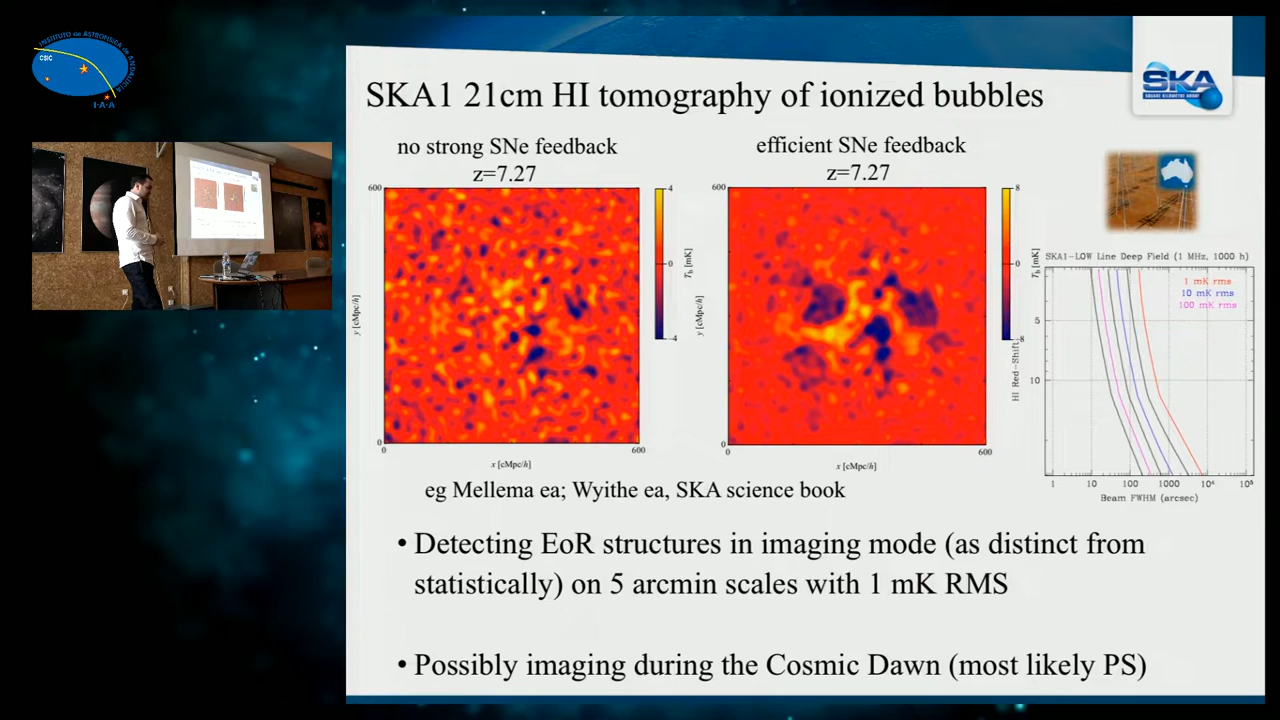 INSTITUTO de ASTROFÍSICA de ANDALUCÍA
CSIC
I-A-A
SKA1 21cm HI tomography of ionized bubbles
SKA
SQUARE KILOMETRE ARRAY
no strong SNe feedback
z=7.27
efficient SNe feedback
z=7.27
600
y [cMpc/h]
0
0
600
x [cMpc/h]
4
0
-4
T_b [mK]
600
y [cMpc/h]
0
0
600
x [cMpc/h]
8
0
T_b [mK]
SKA1-LOW Line Deep Field (1 MHz, 1000 h)
1 mK rms
10 mK rms
100 mK rms
5
10
HI Red-Shift
1 10 100 1000 10⁴ 10⁵
Beam FWHM (arcsec)
eg Mellema ea; Wyithe ea, SKA science book
• Detecting EoR structures in imaging mode (as distinct from
statistically) on 5 arcmin scales with 1 mK RMS
• Possibly imaging during the Cosmic Dawn (most likely PS)